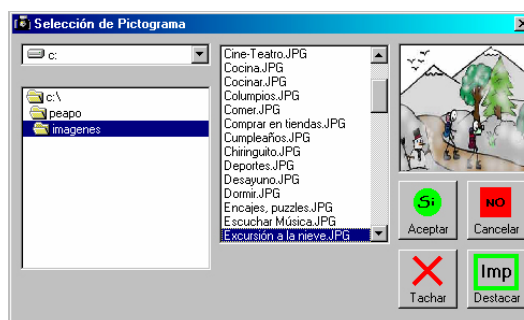 Selección de Pictograma
c:
c:\
peapo
imagenes
Cine-Teatro.JPG
Cocina.JPG
Cocinar.JPG
Columpios.JPG
Comer.JPG
Comprar en tiendas.JPG
Cumpleaños.JPG
Chiringuito.JPG
Deportes.JPG
Desayuno.JPG
Dormir.JPG
Encajes, puzzles.JPG
Escuchar Música.JPG
Excursión a la nieve.JPG
Si
Aceptar
NO
Cancelar
Tachar
Imp
Destacar